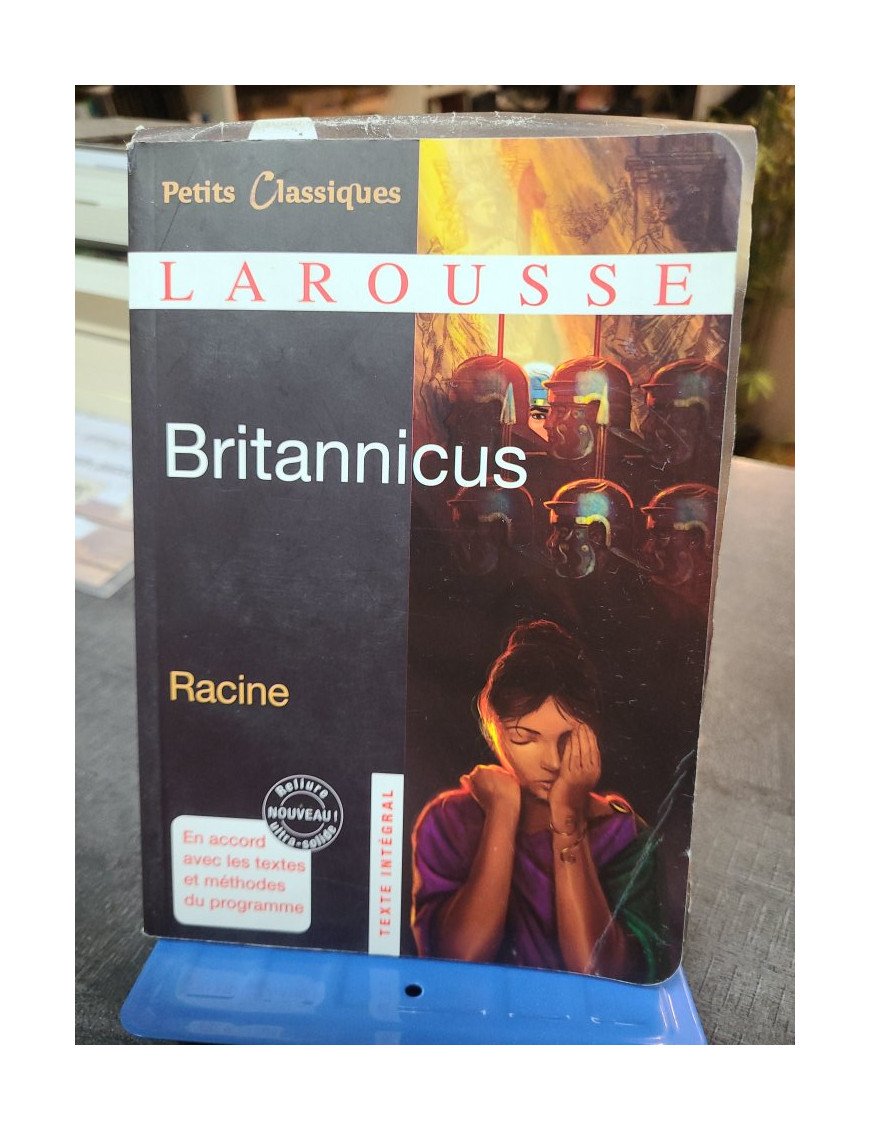 Petits Classiques
LAROUSSE
Britannicus
Racine
Reliure
NOUVEAU !
ultra-solide
En accord
avec les textes
et méthodes
du programme
TEXTE INTÉGRAL